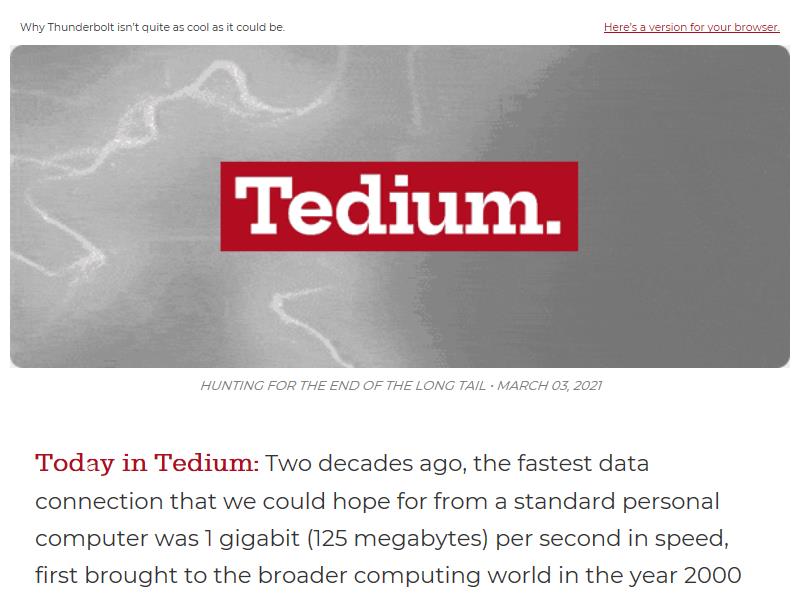 Why Thunderbolt isn't quite as cool as it could be.
Here's a version for your browser.
Tedium.
HUNTING FOR THE END OF THE LONG TAIL • MARCH 03, 2021
Today in Tedium: Two decades ago, the fastest data
connection that we could hope for from a standard personal
computer was 1 gigabit (125 megabytes) per second in speed,
first brought to the broader computing world in the year 2000